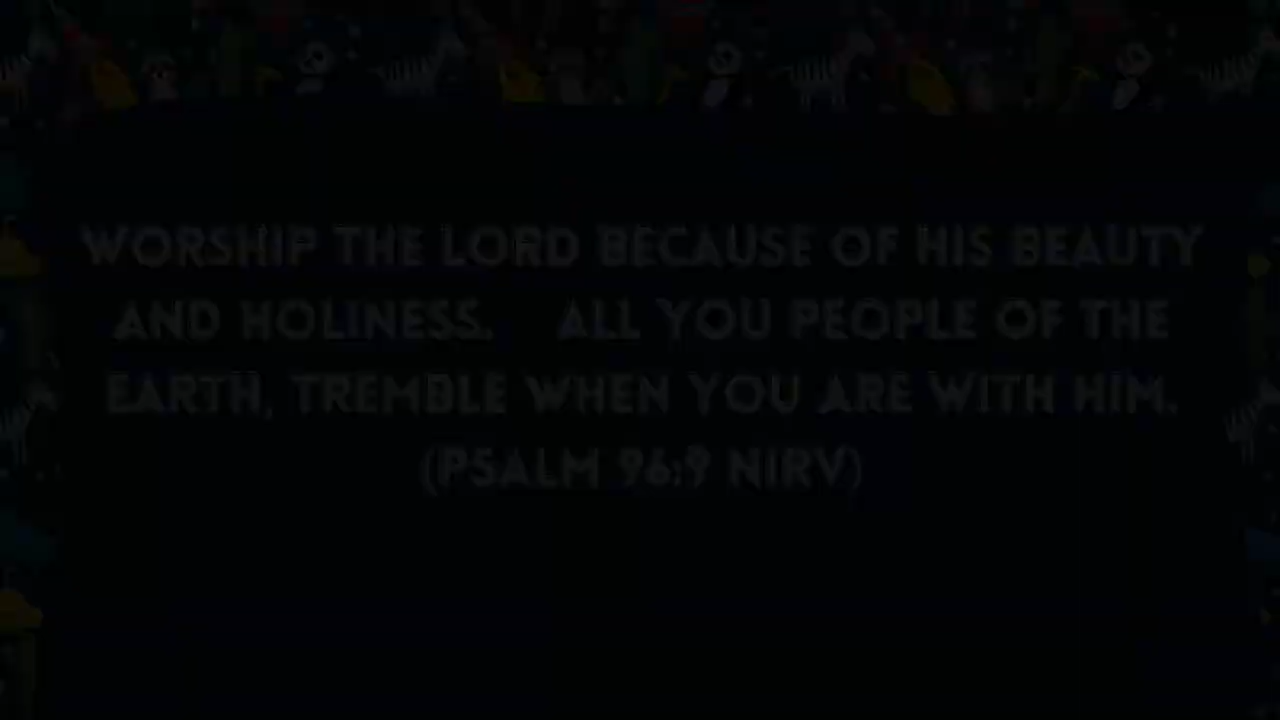 WORSHIP THE LORD BECAUSE OF HIS BEAUTY
AND HOLINESS. ALL YOU PEOPLE OF THE
EARTH, TREMBLE WHEN YOU ARE WITH HIM.
(PSALM 96:9 NIRV)